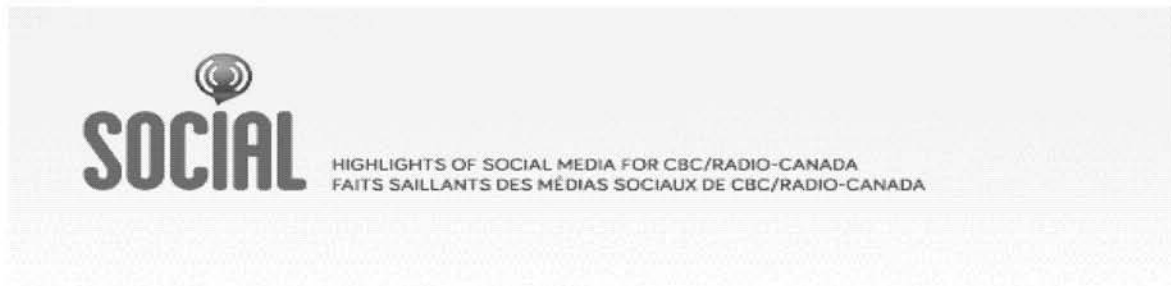 SOCIAL
HIGHLIGHTS OF SOCIAL MEDIA FOR CBC/RADIO-CANADA
FAITS SAILLANTS DES MÉDIAS SOCIAUX DE CBC/RADIO-CANADA